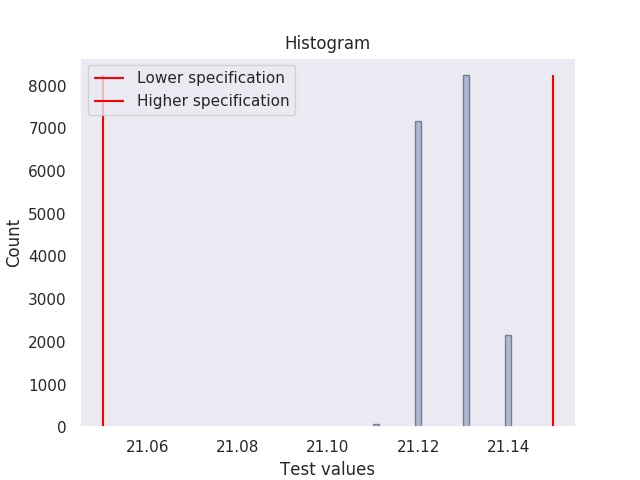 Histogram
Lower specification
Higher specification
8000
7000
6000
5000
4000
3000
2000
1000
0
Count
21.06 21.08 21.10 21.12 21.14
Test values